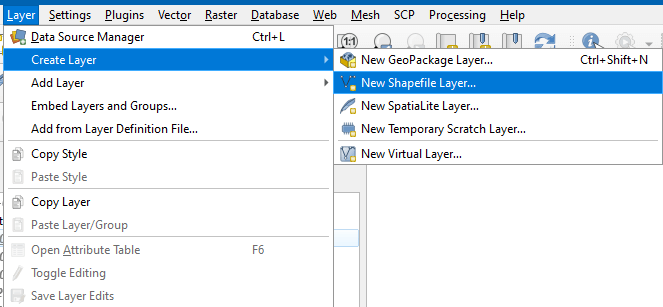 Layer Settings Plugins Vector Raster Database Web Mesh SCP Processing Help
Data Source Manager Ctrl+L
Create Layer
Add Layer
Embed Layers and Groups...
Add from Layer Definition File...
Copy Style
Paste Style
Copy Layer
Paste Layer/Group
Open Attribute Table F6
Toggle Editing
Save Layer Edits
1:1
New GeoPackage Layer... Ctrl+Shift+N
New Shapefile Layer...
New SpatiaLite Layer...
New Temporary Scratch Layer...
New Virtual Layer...